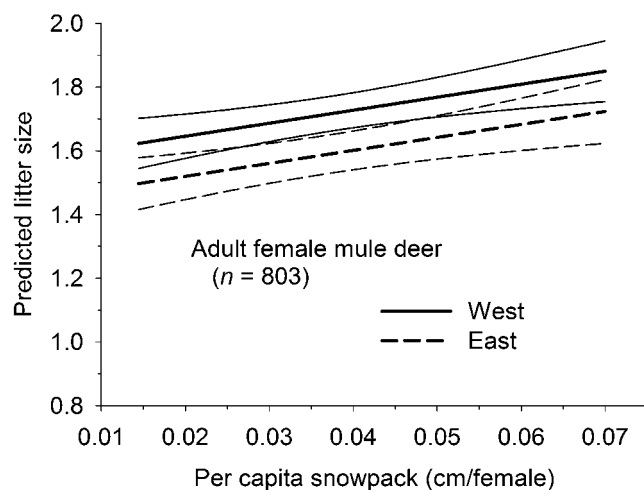 2.0
1.8
1.6
1.4
1.2
1.0
0.8
Predicted litter size
Adult female mule deer
(n = 803)
West
East
0.01 0.02 0.03 0.04 0.05 0.06 0.07
Per capita snowpack (cm/female)